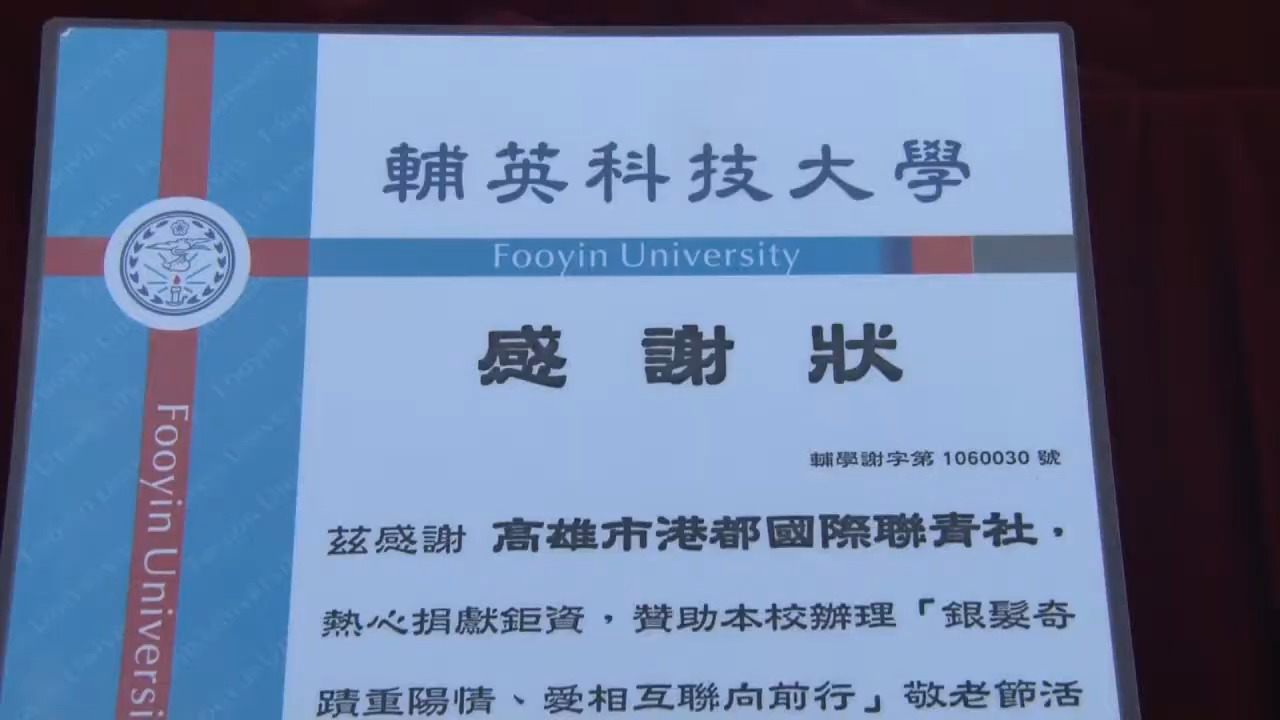 輔英科技大學
Fooyin University
感謝狀
輔學謝字第 1060030 號
茲感謝 高雄市港都國際聯青社，
熱心捐獻鉅資，贊助本校辦理「銀髮奇
蹟重陽情、愛相互聯向前行」敬老節活
Fooyin Universi